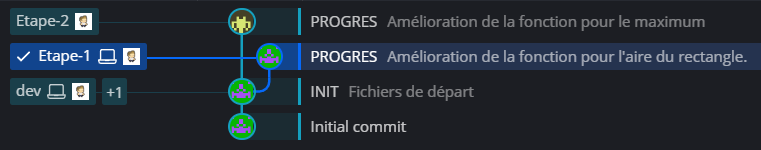 Etape-2 PROGRES Amélioration de la fonction pour le maximum
Etape-1 PROGRES Amélioration de la fonction pour l'aire du rectangle.
dev +1 INIT Fichiers de départ
Initial commit